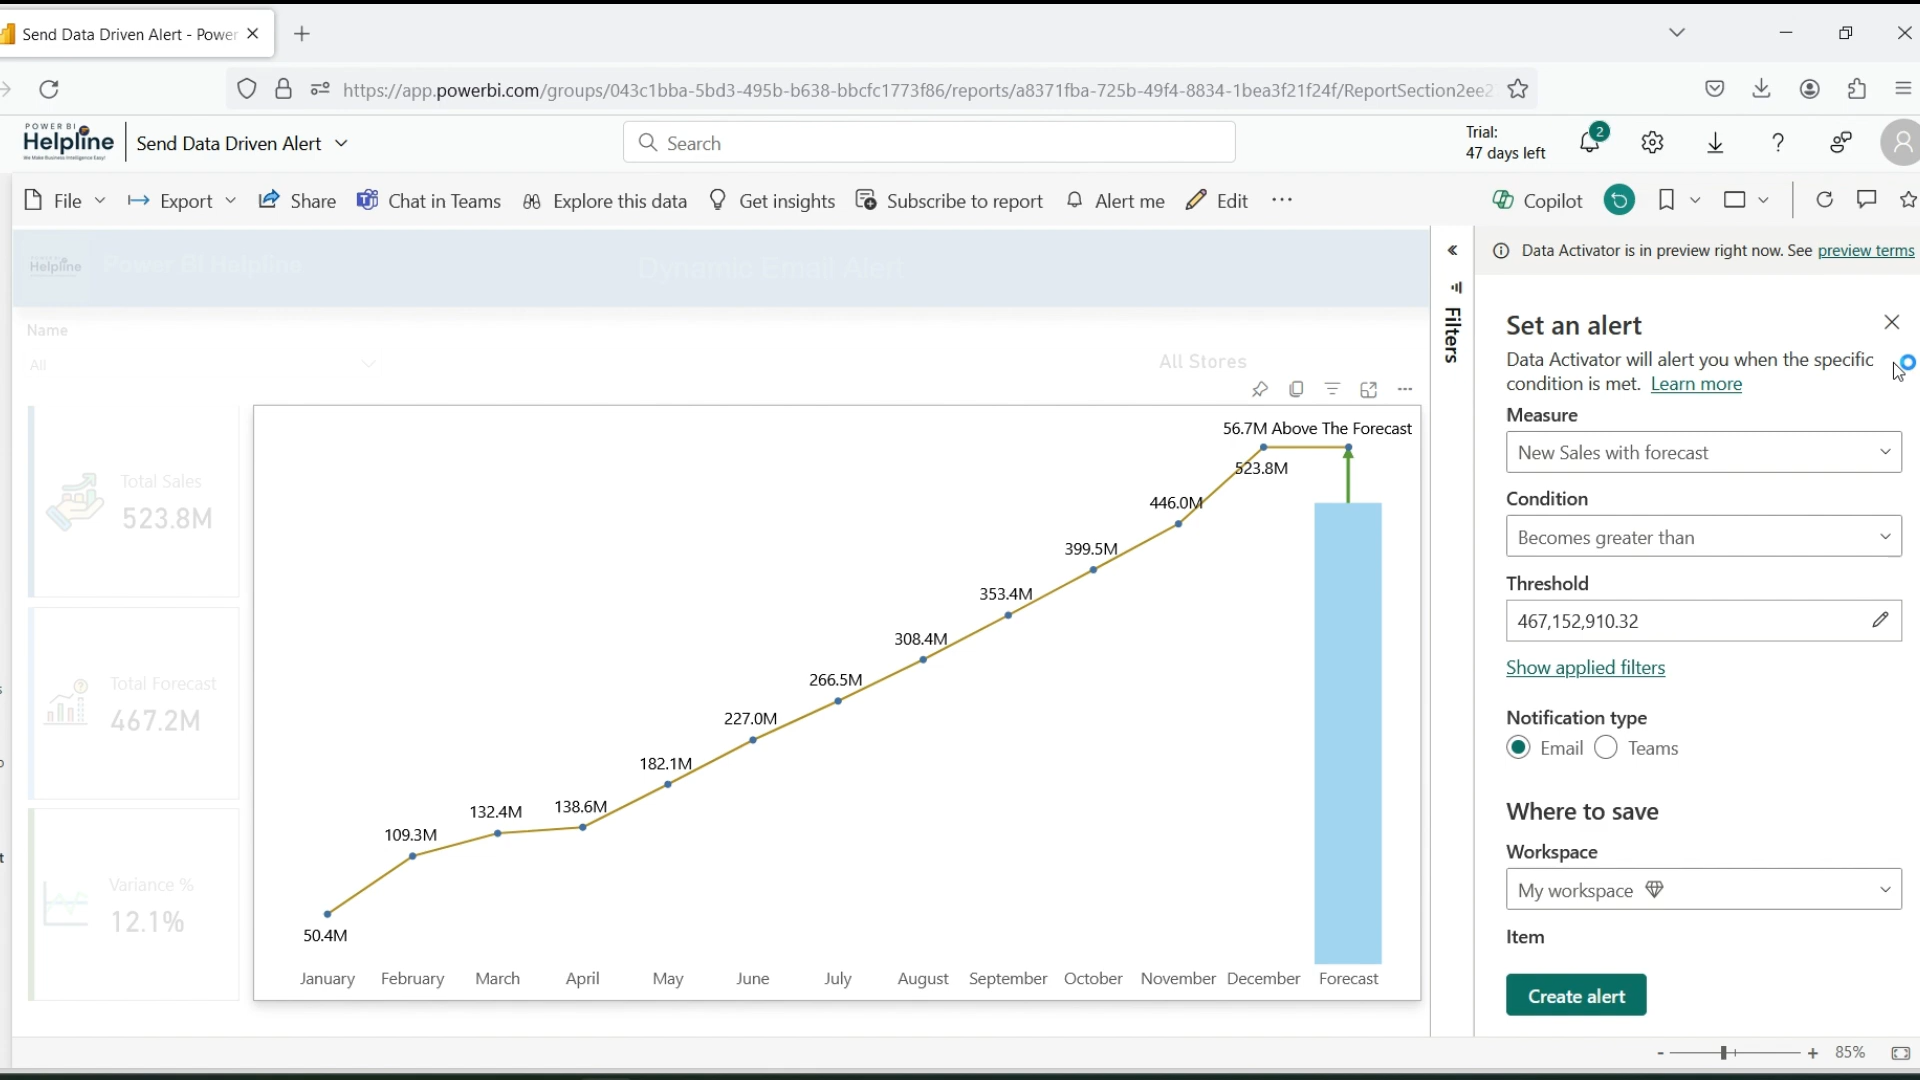 Send Data Driven Alert - Power
https://app.powerbi.com/groups/043c1bba-5bd3-495b-b638-bbcfc1773f86/reports/a8371fba-725b-49f4-8834-1bea3f21f24f/ReportSection2ee2
POWER BI
Helpline
Send Data Driven Alert
Search
Trial:
47 days left
2
File
Export
Share
Chat in Teams
Explore this data
Get insights
Subscribe to report
Alert me
Edit
Copilot
Helpline
Power BI Helpline
Dynamic Email Alert
Filters
Data Activator is in preview right now. See preview terms
Name
All
All Stores
Total Sales
523.8M
Total Forecast
467.2M
Variance %
12.1%
56.7M Above The Forecast
523.8M
446.0M
399.5M
353.4M
308.4M
266.5M
227.0M
182.1M
138.6M
132.4M
109.3M
50.4M
January February March April May June July August September October November December Forecast
Set an alert
Data Activator will alert you when the specific
condition is met. Learn more
Measure
New Sales with forecast
Condition
Becomes greater than
Threshold
467,152,910.32
Show applied filters
Notification type
Email Teams
Where to save
Workspace
My workspace
Item
Create alert
- + 85%